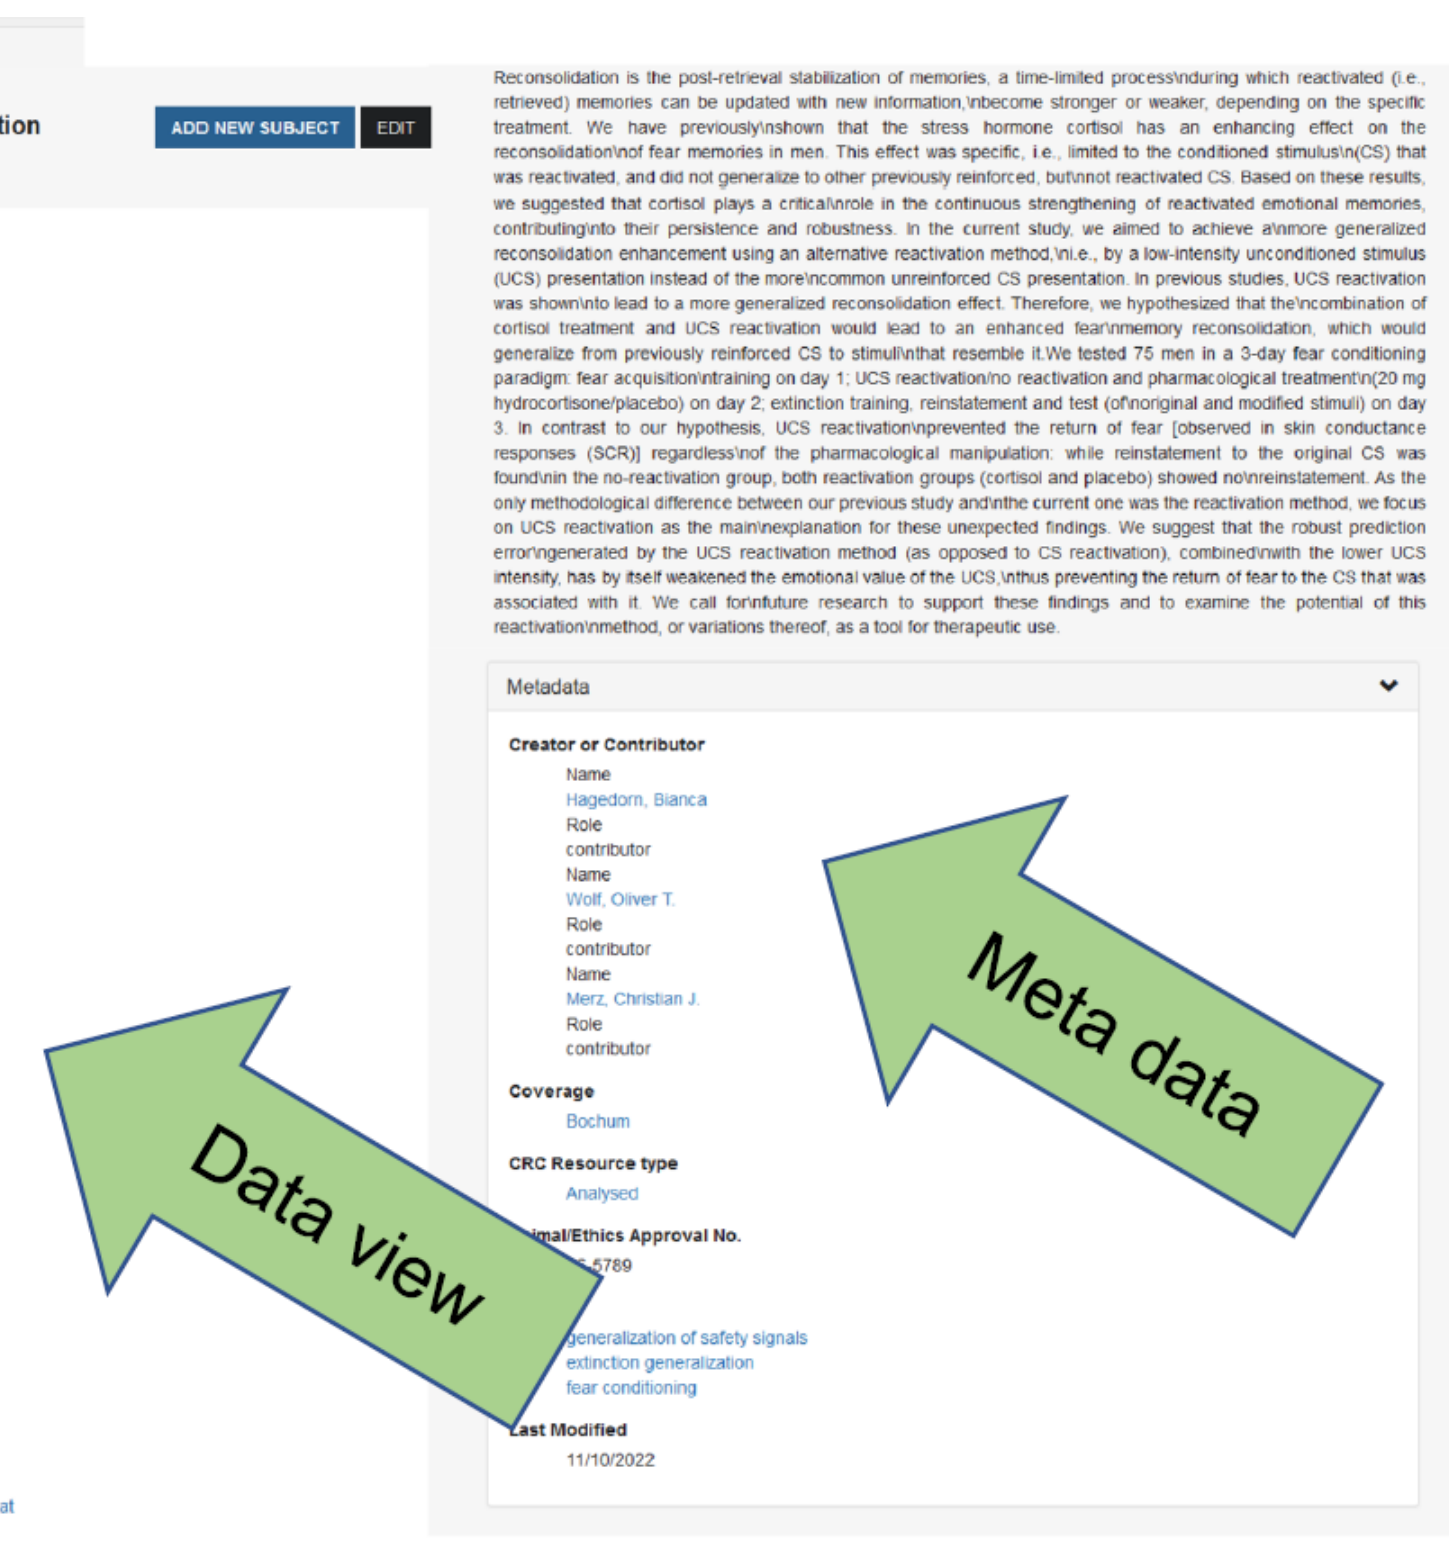 tion
ADD NEW SUBJECT
EDIT
Reconsolidation is the post-retrieval stabilization of memories, a time-limited process\nduring which reactivated (i.e.,
retrieved) memories can be updated with new information,\nbecome stronger or weaker, depending on the specific
treatment. We have previously\nshown that the stress hormone cortisol has an enhancing effect on the
reconsolidation\nof fear memories in men. This effect was specific, i.e., limited to the conditioned stimulus\n(CS) that
was reactivated, and did not generalize to other previously reinforced, but\nnot reactivated CS. Based on these results,
we suggested that cortisol plays a critical\nrole in the continuous strengthening of reactivated emotional memories,
contributing\nto their persistence and robustness. In the current study, we aimed to achieve a\nmore generalized
reconsolidation enhancement using an alternative reactivation method,\ni.e., by a low-intensity unconditioned stimulus
(UCS) presentation instead of the more\ncommon unreinforced CS presentation. In previous studies, UCS reactivation
was shown\nto lead to a more generalized reconsolidation effect. Therefore, we hypothesized that the\ncombination of
cortisol treatment and UCS reactivation would lead to an enhanced fear\nmemory reconsolidation, which would
generalize from previously reinforced CS to stimuli\nthat resemble it.We tested 75 men in a 3-day fear conditioning
paradigm: fear acquisition\ntraining on day 1; UCS reactivation/no reactivation and pharmacological treatment\n(20 mg
hydrocortisone/placebo) on day 2; extinction training, reinstatement and test (of\noriginal and modified stimuli) on day
3. In contrast to our hypothesis, UCS reactivation\nprevented the return of fear [observed in skin conductance
responses (SCR)] regardless\nof the pharmacological manipulation: while reinstatement to the original CS was
found\nin the no-reactivation group, both reactivation groups (cortisol and placebo) showed no\nreinstatement. As the
only methodological difference between our previous study and\nthe current one was the reactivation method, we focus
on UCS reactivation as the main\nexplanation for these unexpected findings. We suggest that the robust prediction
error\ngenerated by the UCS reactivation method (as opposed to CS reactivation), combined\nwith the lower UCS
intensity, has by itself weakened the emotional value of the UCS,\nthus preventing the return of fear to the CS that was
associated with it. We call for\nfuture research to support these findings and to examine the potential of this
reactivation\nmethod, or variations thereof, as a tool for therapeutic use.
Metadata
Creator or Contributor
Name
Hagedorn, Bianca
Role
contributor
Name
Wolf, Oliver T.
Role
contributor
Name
Merz, Christian J.
Role
contributor
Meta data
Coverage
Bochum
CRC Resource type
Analysed
Data view
imal/Ethics Approval No.
5789
generalization of safety signals
extinction generalization
fear conditioning
Last Modified
11/10/2022
at